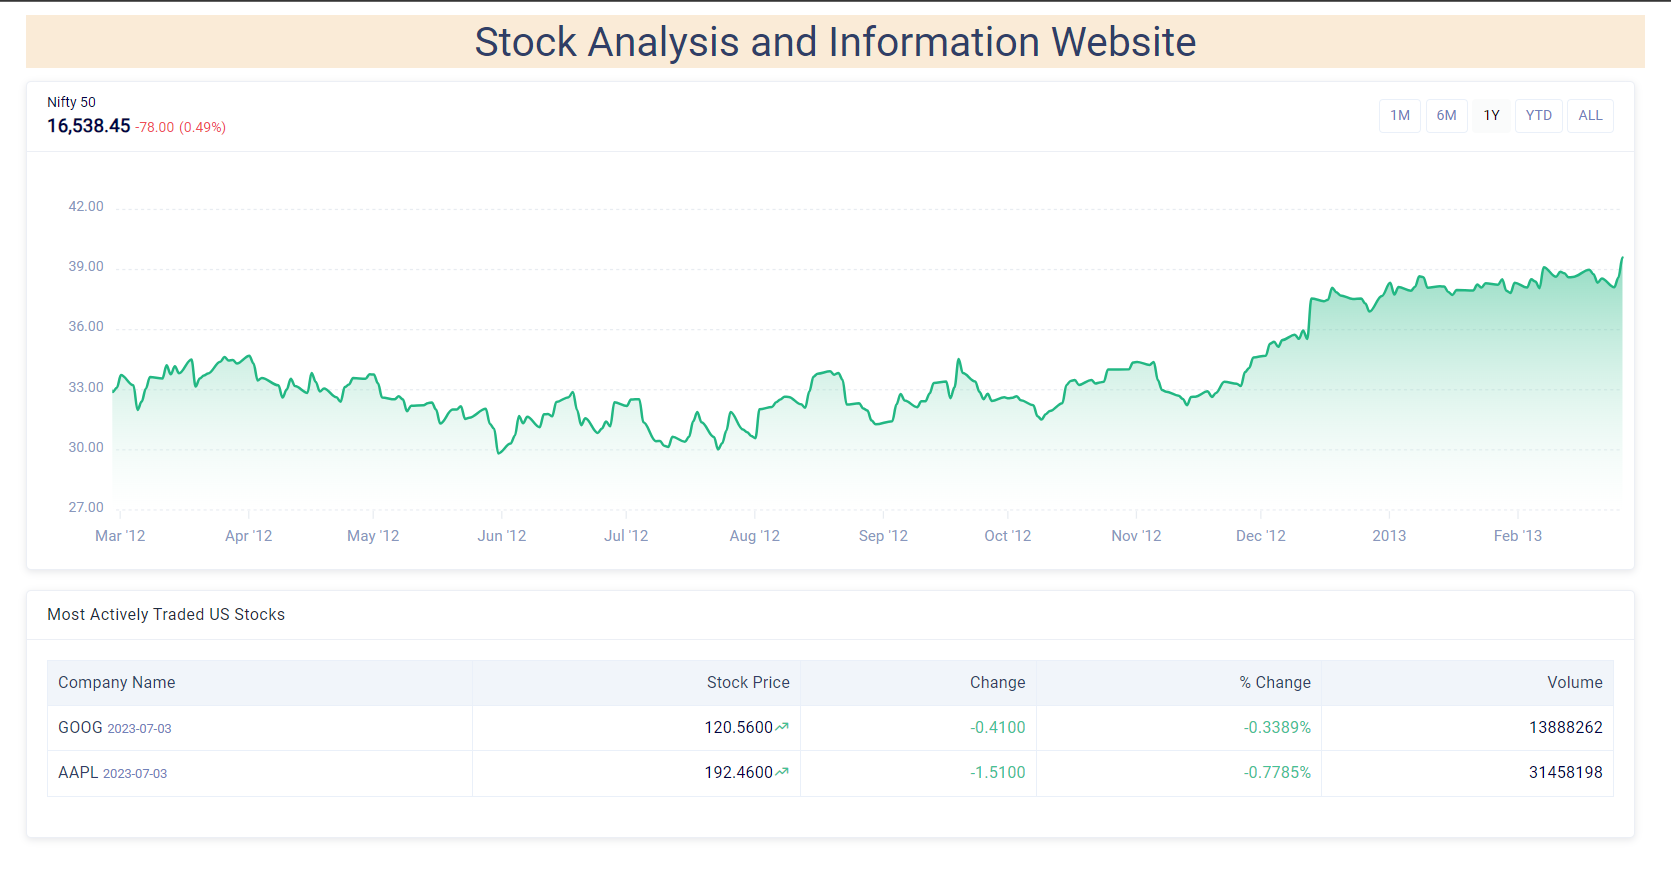 Stock Analysis and Information Website
Nifty 50
16,538.45 -78.00 (0.49%)
1M 6M 1Y YTD ALL
42.00
39.00
36.00
33.00
30.00
27.00
Mar '12 Apr '12 May '12 Jun '12 Jul '12 Aug '12 Sep '12 Oct '12 Nov '12 Dec '12 2013 Feb '13
Most Actively Traded US Stocks
Company Name Stock Price Change % Change Volume
GOOG 2023-07-03 120.5600 -0.4100 -0.3389% 13888262
AAPL 2023-07-03 192.4600 -1.5100 -0.7785% 31458198